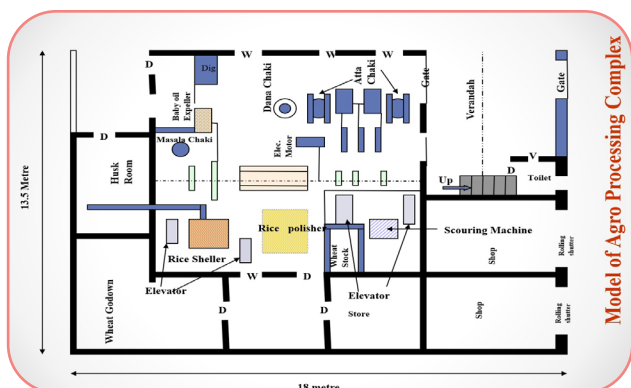 W
W
W
D
Dig
D
Baby oil
Expeller
Dana Chaki
Atta
Chaki
Gate
Verandah
Gate
D
Masala Chaki
Elec.
Motor
D
Husk
Room
Up
D
V
Toilet
13.5 Metre
Rice polisher
Scouring Machine
Rice Sheller
Wheat
Stock
Shop
Rolling
shutter
Elevator
W
D
Elevator
Wheat Godown
D
D
Store
Shop
Rolling
shutter
18 metre
Model of Agro Processing Complex